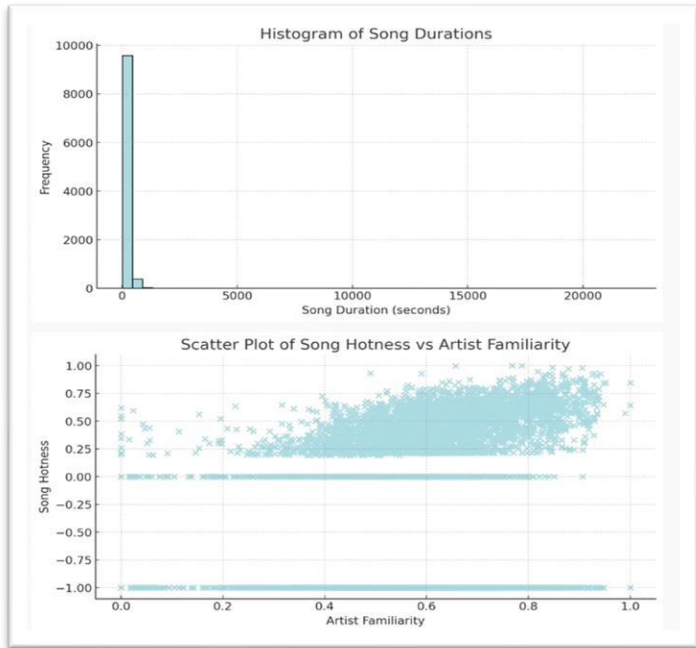 Histogram of Song Durations
10000
8000
6000
4000
2000
0
Frequency
0 5000 10000 15000 20000
Song Duration (seconds)
Scatter Plot of Song Hotness vs Artist Familiarity
1.00
0.75
0.50
0.25
0.00
−0.25
−0.50
−0.75
−1.00
Song Hotness
0.0 0.2 0.4 0.6 0.8 1.0
Artist Familiarity